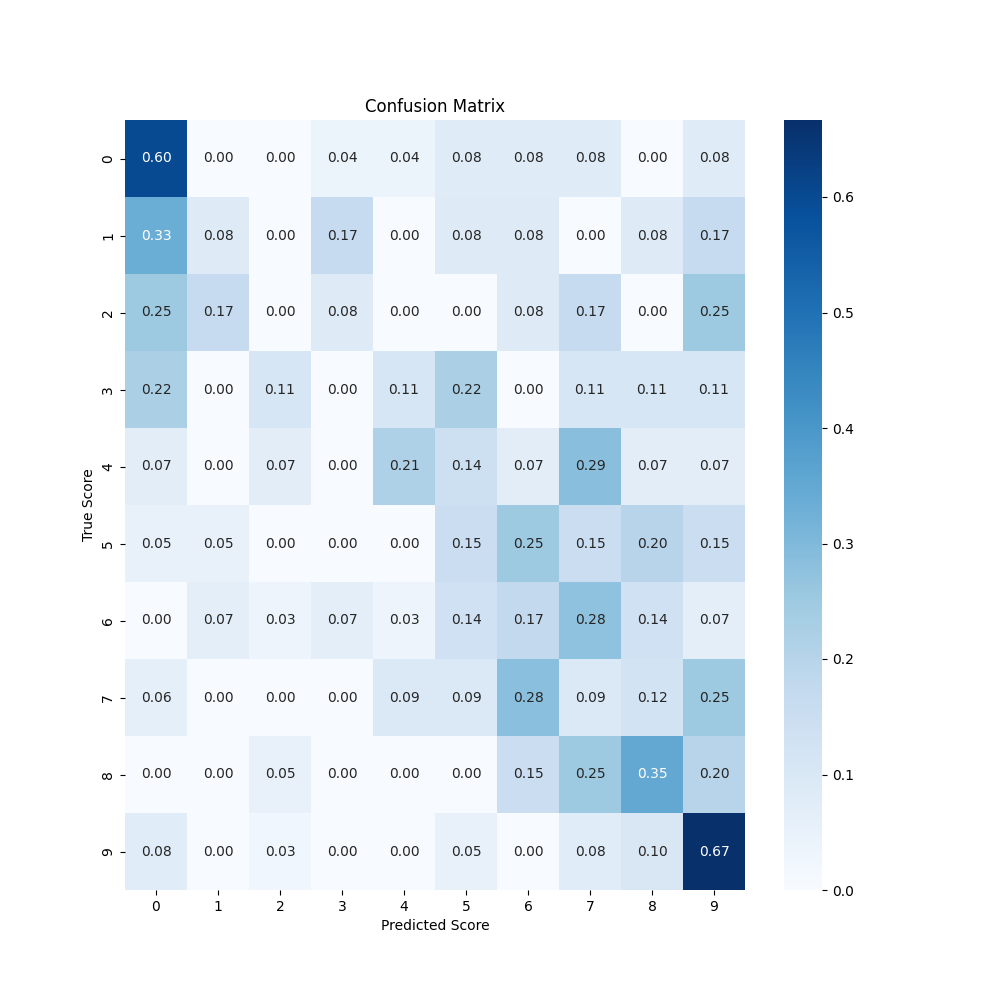 Confusion Matrix
0 0.60 0.00 0.00 0.04 0.04 0.08 0.08 0.08 0.00 0.08
1 0.33 0.08 0.00 0.17 0.00 0.08 0.08 0.00 0.08 0.17
2 0.25 0.17 0.00 0.08 0.00 0.00 0.08 0.17 0.00 0.25
3 0.22 0.00 0.11 0.00 0.11 0.22 0.00 0.11 0.11 0.11
4 0.07 0.00 0.07 0.00 0.21 0.14 0.07 0.29 0.07 0.07
5 0.05 0.05 0.00 0.00 0.00 0.15 0.25 0.15 0.20 0.15
6 0.00 0.07 0.03 0.07 0.03 0.14 0.17 0.28 0.14 0.07
7 0.06 0.00 0.00 0.00 0.09 0.09 0.28 0.09 0.12 0.25
8 0.00 0.00 0.05 0.00 0.00 0.00 0.15 0.25 0.35 0.20
9 0.08 0.00 0.03 0.00 0.00 0.05 0.00 0.08 0.10 0.67
0 1 2 3 4 5 6 7 8 9
Predicted Score
True Score
0.6
0.5
0.4
0.3
0.2
0.1
0.0